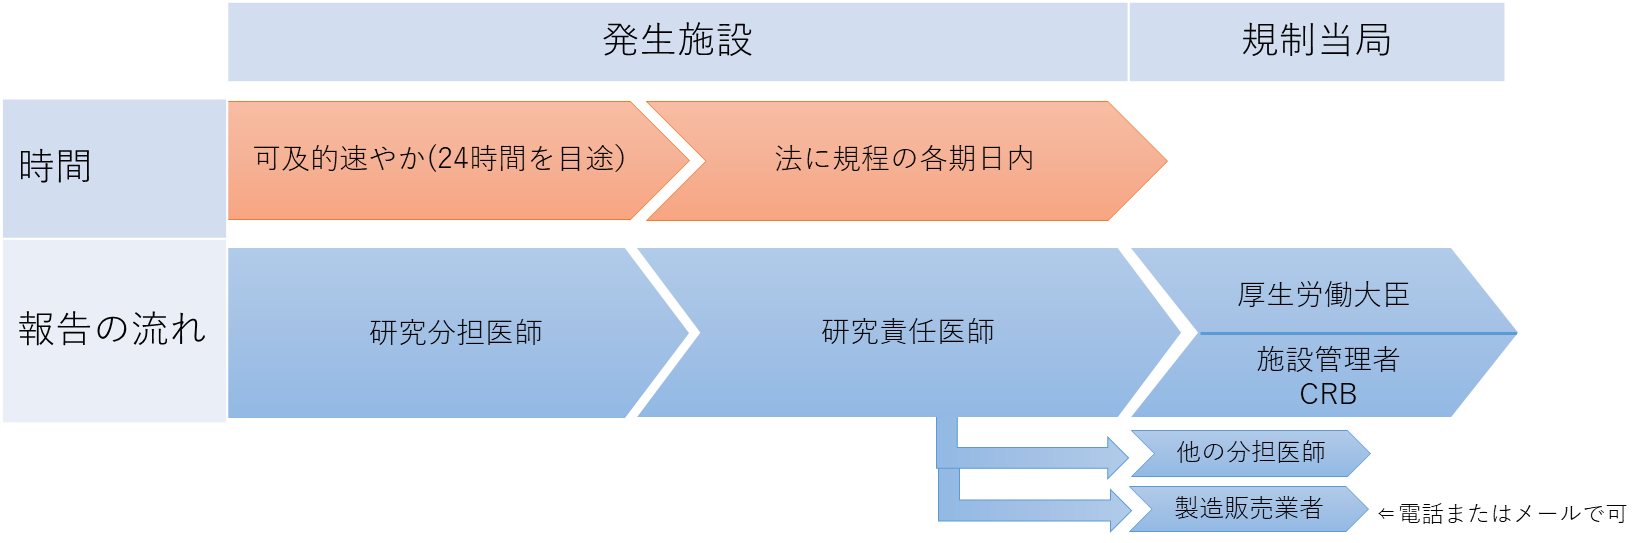 発生施設
規制当局
時間
可及的速やか(24時間を目途)
法に規程の各期日内
報告の流れ
研究分担医師
研究責任医師
厚生労働大臣
施設管理者
CRB
他の分担医師
製造販売業者
⇐電話またはメールで可